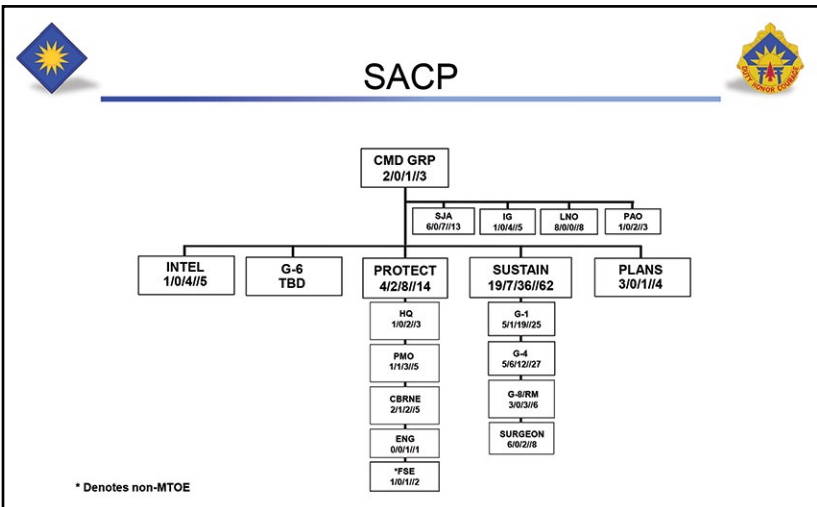 SACP
DUTY HONOR COURAGE
CMD GRP
2/0/1//3
SJA
6/0/7//13
IG
1/0/4//5
LNO
8/0/0//8
PAO
1/0/2//3
INTEL
1/0/4//5
G-6
TBD
PROTECT
4/2/8//14
SUSTAIN
19/7/36//62
PLANS
3/0/1//4
HQ
1/0/2//3
PMO
1/1/3//5
CBRNE
2/1/2//5
ENG
0/0/1//1
*FSE
1/0/1//2
G-1
5/1/19//25
G-4
5/6/12//27
G-8/RM
3/0/3//6
SURGEON
6/0/2//8
* Denotes non-MTOE